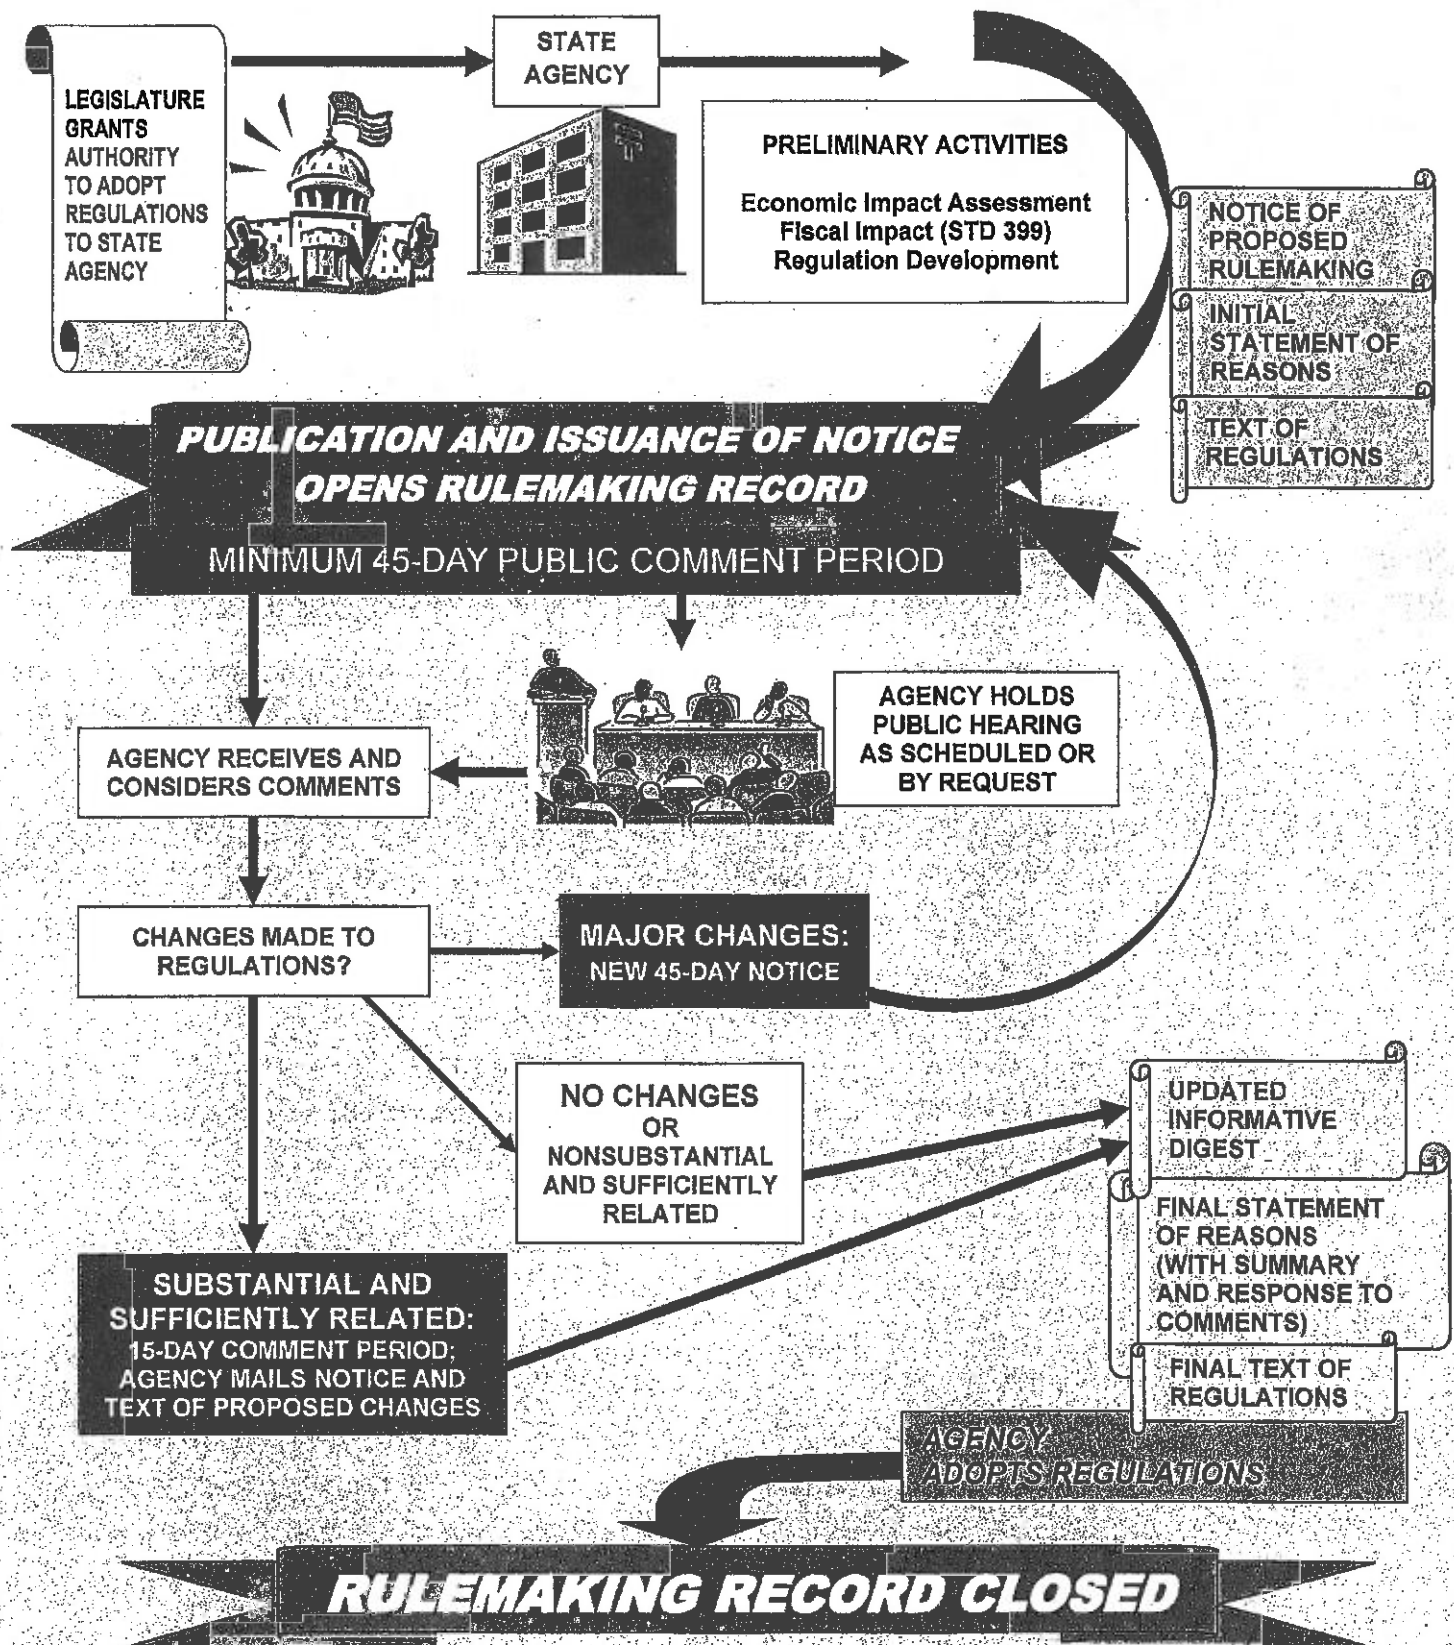 LEGISLATURE
GRANTS
AUTHORITY
TO ADOPT
REGULATIONS
TO STATE
AGENCY
STATE
AGENCY
PRELIMINARY ACTIVITIES
Economic Impact Assessment
Fiscal Impact (STD 399)
Regulation Development
NOTICE OF
PROPOSED
RULEMAKING
INITIAL
STATEMENT OF
REASONS
TEXT OF
REGULATIONS
PUBLICATION AND ISSUANCE OF NOTICE
OPENS RULEMAKING RECORD
MINIMUM 45-DAY PUBLIC COMMENT PERIOD
AGENCY HOLDS
PUBLIC HEARING
AS SCHEDULED OR
BY REQUEST
AGENCY RECEIVES AND
CONSIDERS COMMENTS
CHANGES MADE TO
REGULATIONS?
MAJOR CHANGES:
NEW 45-DAY NOTICE
NO CHANGES
OR
NONSUBSTANTIAL
AND SUFFICIENTLY
RELATED
SUBSTANTIAL AND
SUFFICIENTLY RELATED:
15-DAY COMMENT PERIOD;
AGENCY MAILS NOTICE AND
TEXT OF PROPOSED CHANGES
UPDATED
INFORMATIVE
DIGEST
FINAL STATEMENT
OF REASONS
(WITH SUMMARY
AND RESPONSE TO
COMMENTS)
FINAL TEXT OF
REGULATIONS
AGENCY
ADOPTS REGULATIONS
RULEMAKING RECORD CLOSED